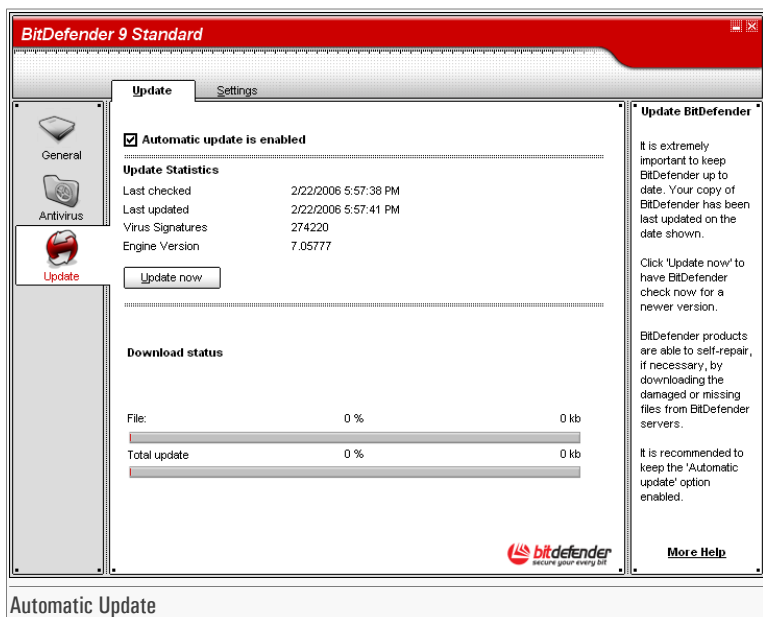 BitDefender 9 Standard
Update
Settings
General
Antivirus
Update
Automatic update is enabled
Update Statistics
Last checked 2/22/2006 5:57:38 PM
Last updated 2/22/2006 5:57:41 PM
Virus Signatures 274220
Engine Version 7.05777
Update now
Download status
File: 0 % 0 kb
Total update 0 % 0 kb
bitdefender
secure your every bit
Update BitDefender
It is extremely
important to keep
BitDefender up to
date. Your copy of
BitDefender has been
last updated on the
date shown.
Click 'Update now' to
have BitDefender
check now for a
newer version.
BitDefender products
are able to self-repair,
if necessary, by
downloading the
damaged or missing
files from BitDefender
servers.
It is recommended to
keep the 'Automatic
update' option
enabled.
More Help
Automatic Update